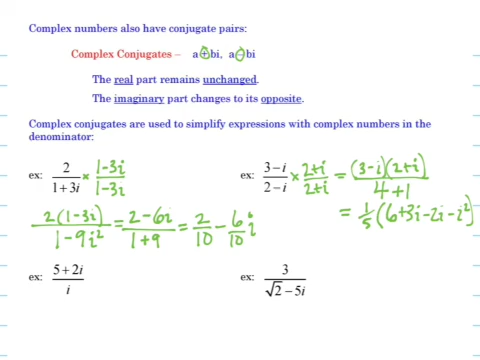 Complex numbers also have conjugate pairs:
Complex Conjugates – a + bi, a – bi
The real part remains unchanged.
The imaginary part changes to its opposite.
Complex conjugates are used to simplify expressions with complex numbers in the
denominator:
ex: 2/(1+3i) × (1-3i)/(1-3i)
2(1-3i)/(1-9i²) = (2-6i)/(1+9) = 2/10 - 6/10 i
ex: (3-i)/(2-i) × (2+i)/(2+i) = (3-i)(2+i)/(4+1)
= 1/5 (6+3i-2i-i²)
ex: (5+2i)/i
ex: 3/(√2-5i)